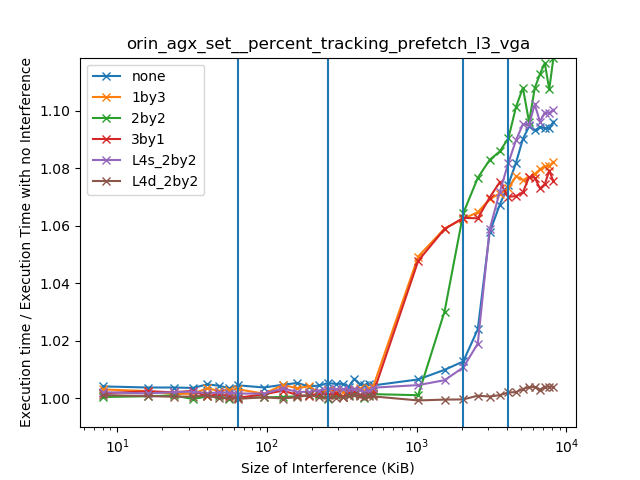 orin_agx_set__percent_tracking_prefetch_l3_vga
Execution time / Execution Time with no Interference
1.10
1.08
1.06
1.04
1.02
1.00
none
1by3
2by2
3by1
L4s_2by2
L4d_2by2
10¹
10²
10³
10⁴
Size of Interference (KiB)